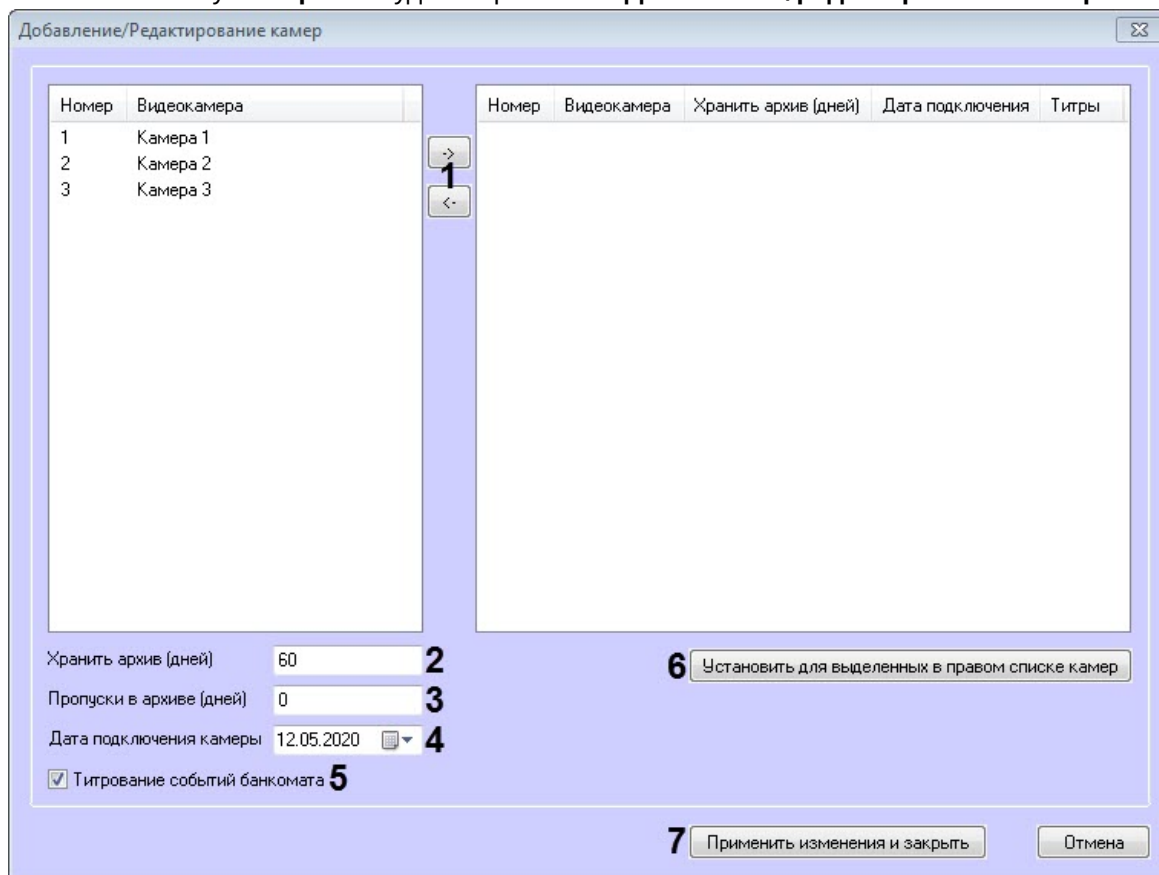 Добавление/Редактирование камер
Номер Видеокамера
1 Камера 1
2 Камера 2
3 Камера 3
->
1
<-
Номер Видеокамера Хранить архив (дней) Дата подключения Титры
Хранить архив (дней) 60 2
Пропуски в архиве (дней) 0 3
Дата подключения камеры 12.05.2020 4
Титрование событий банкомата 5
6 Установить для выделенных в правом списке камер
7 Применить изменения и закрыть
Отмена